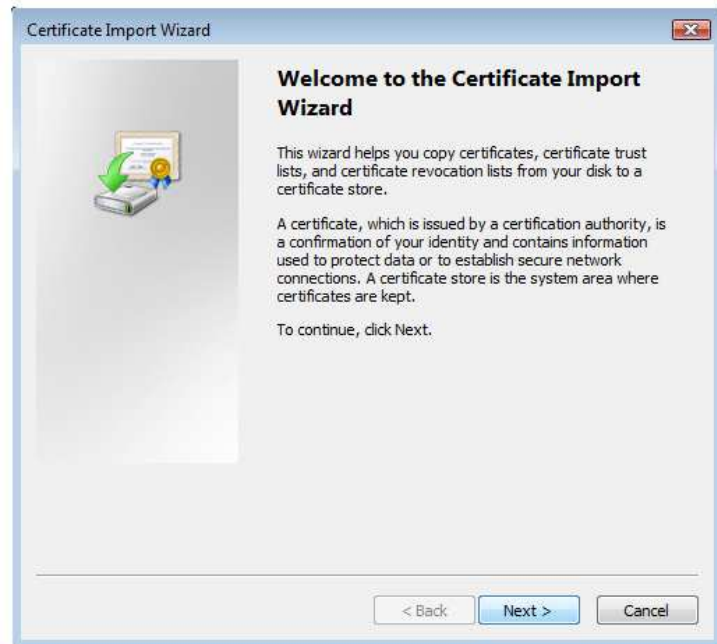 Certificate Import Wizard
Welcome to the Certificate Import
Wizard
This wizard helps you copy certificates, certificate trust
lists, and certificate revocation lists from your disk to a
certificate store.
A certificate, which is issued by a certification authority, is
a confirmation of your identity and contains information
used to protect data or to establish secure network
connections. A certificate store is the system area where
certificates are kept.
To continue, click Next.
< Back Next > Cancel